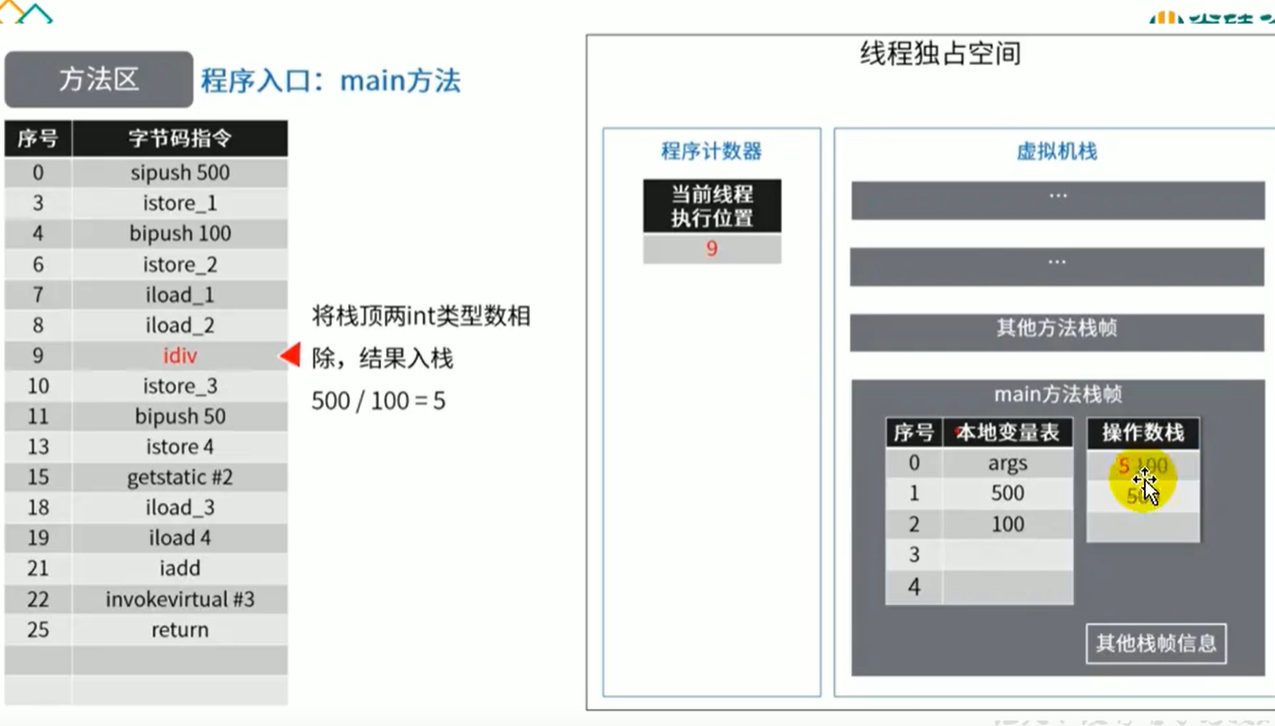 方法区 程序入口：main方法
序号 字节码指令
0 sipush 500
3 istore_1
4 bipush 100
6 istore_2
7 iload_1
8 iload_2
9 idiv
10 istore_3
11 bipush 50
13 istore 4
15 getstatic #2
18 iload_3
19 iload 4
21 iadd
22 invokevirtual #3
25 return
将栈顶两int类型数相
除，结果入栈
500 / 100 = 5
线程独占空间
程序计数器
当前线程
执行位置
9
虚拟机栈
...
...
其他方法栈帧
main方法栈帧
序号 本地变量表
0 args
1 500
2 100
3
4
操作数栈
5 100
其他栈帧信息